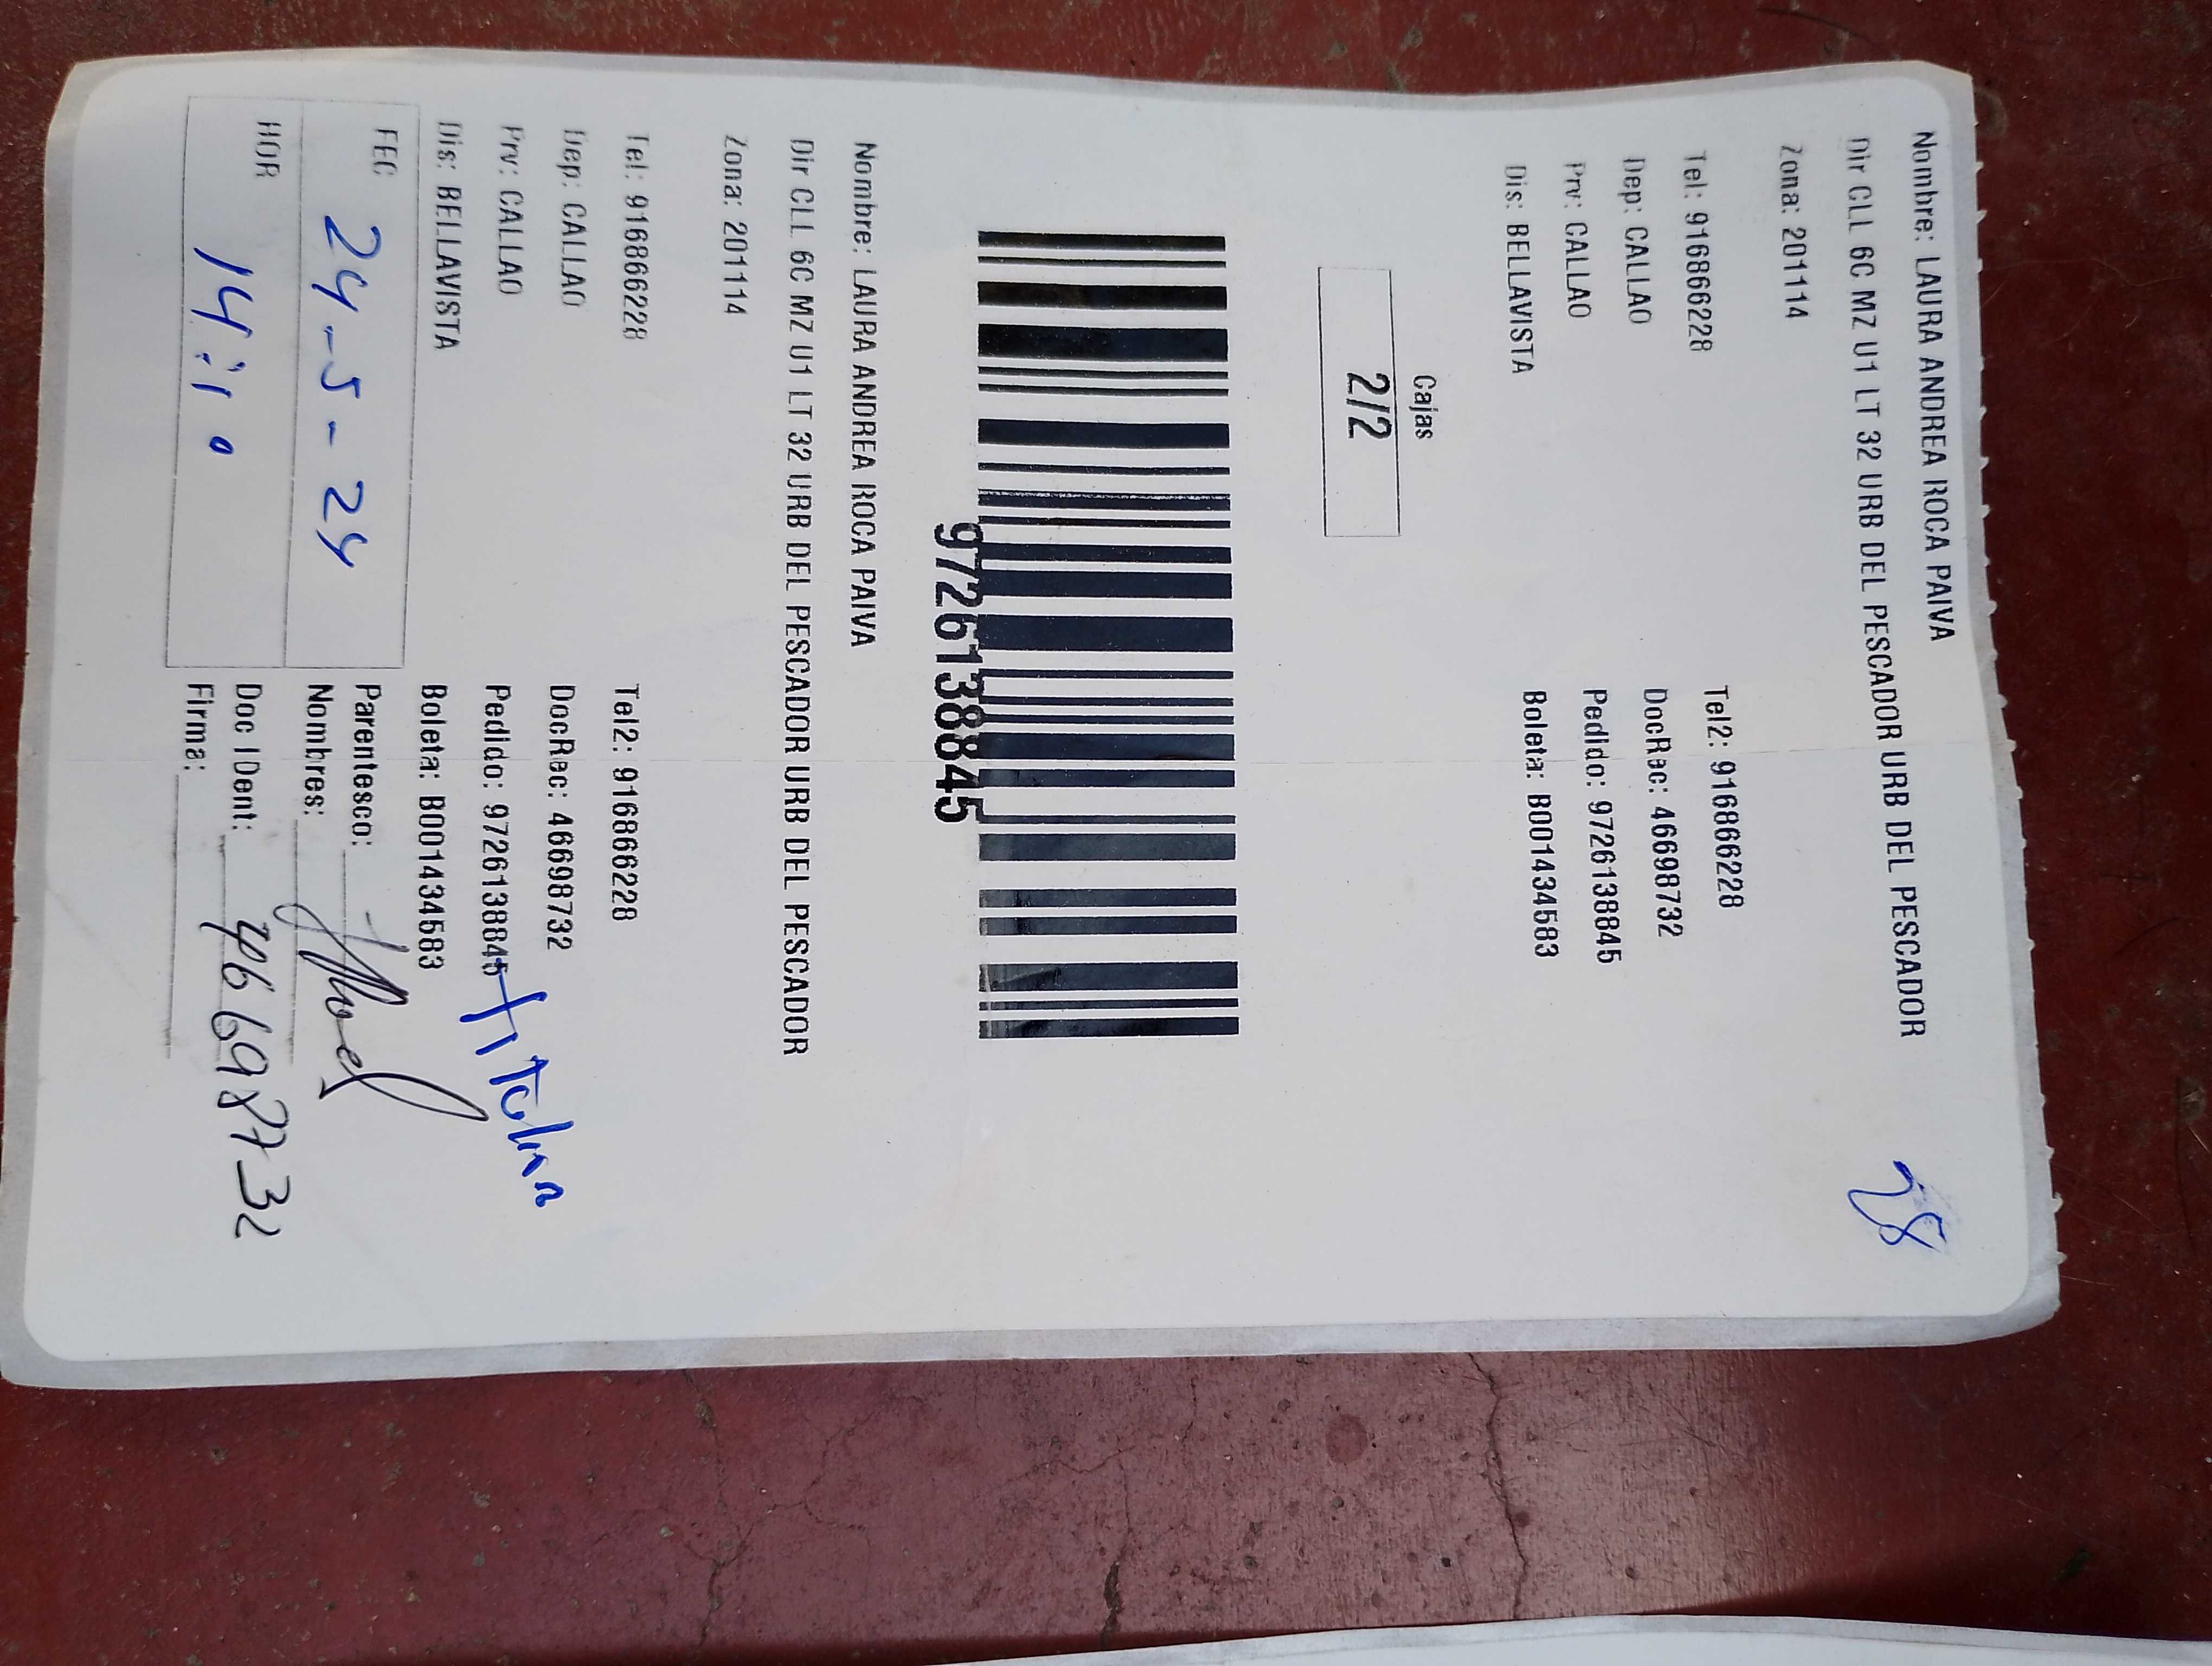 Nombre: LAURA ANDREA ROCA PAIVA
Dir CLL 6C MZ U1 LT 32 URB DEL PESCADOR URB DEL PESCADOR
28
Zona: 201114
Tel: 916866228 Tel2: 916866228
Dep: CALLAO DocRec: 46698732
Prv: CALLAO Pedido: 9726138845
Dis: BELLAVISTA Boleta: B001434583
Cajas
2/2
9726138845
Nombre: LAURA ANDREA ROCA PAIVA
Dir CLL 6C MZ U1 LT 32 URB DEL PESCADOR URB DEL PESCADOR
Zona: 201114
Tel: 916866228 Tel2: 916866228
Dep: CALLAO DocRec: 46698732
Prv: CALLAO Pedido: 9726138845 titular
Dis: BELLAVISTA Boleta: B001434583
FEC 24-5-24 Parentesco:
Nombres:
HOR 14:10 Doc IDent: 46698732
Firma: